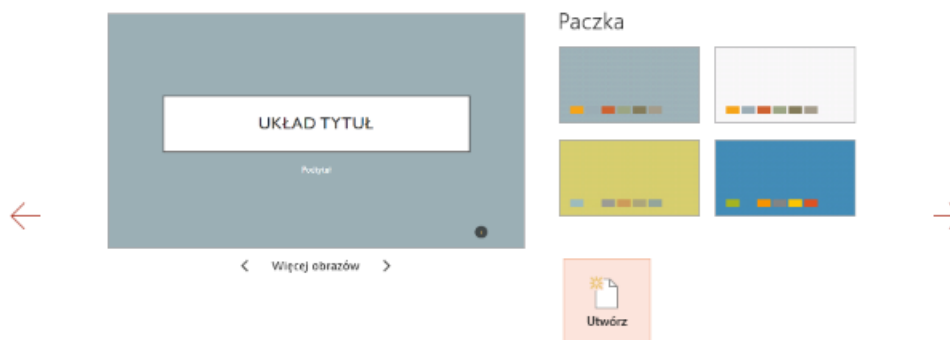 Paczka
UKŁAD TYTUŁ
Podtytuł
Więcej obrazów
Utwórz